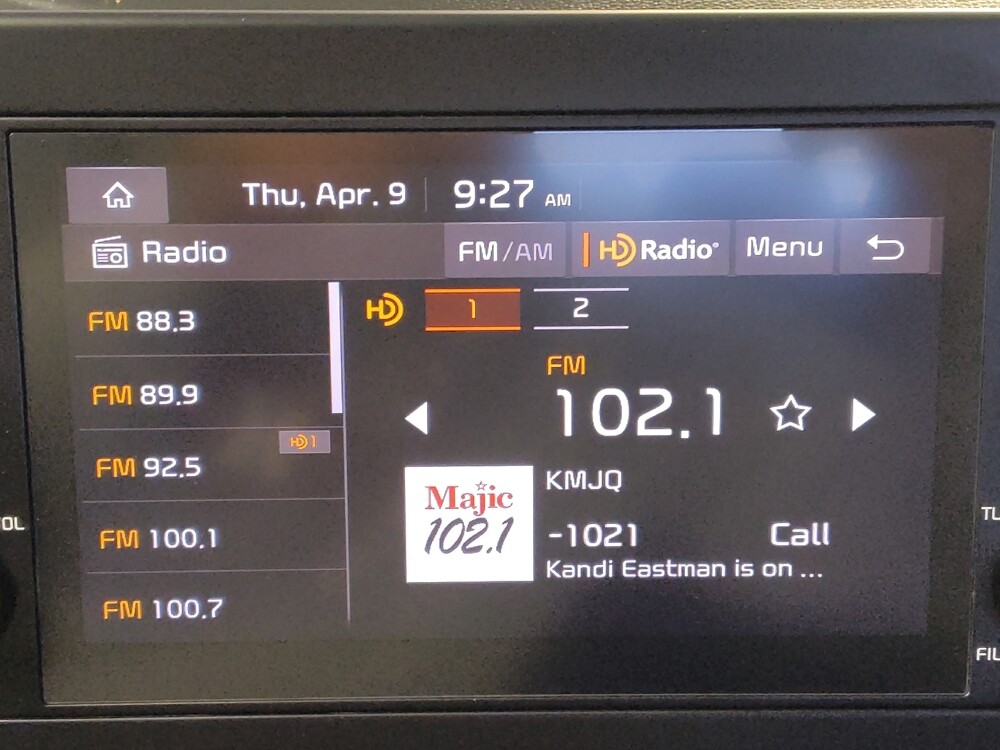 Thu, Apr. 9 9:27 AM
Radio FM/AM HD Radio® Menu
FM 88.3
FM 89.9
FM 92.5 HD 1
FM 100.1
FM 100.7
HD 1 2
FM
102.1
Majic
102.1
KMJQ
-1021 Call
Kandi Eastman is on ...
OL
TU
FIL